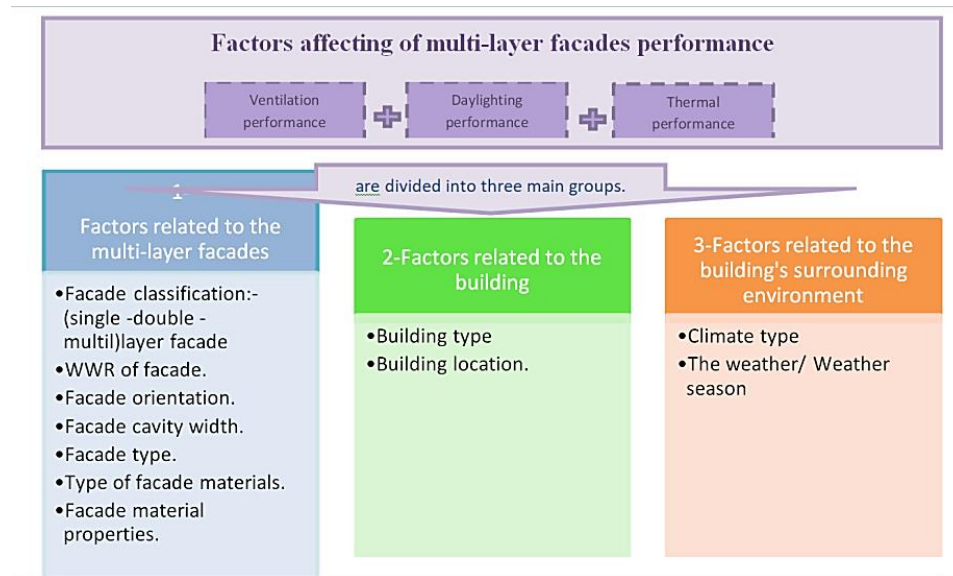 Factors affecting of multi-layer facades performance
Ventilation
performance
Daylighting
performance
Thermal
performance
are divided into three main groups.
1-
Factors related to the
multi-layer facades
•Facade classification:-
(single -double -
multil)layer facade
•WWR of facade.
•Facade orientation.
•Facade cavity width.
•Facade type.
•Type of facade materials.
•Facade material
properties.
2-Factors related to the
building
•Building type
•Building location.
3-Factors related to the
building's surrounding
environment
•Climate type
•The weather/ Weather
season